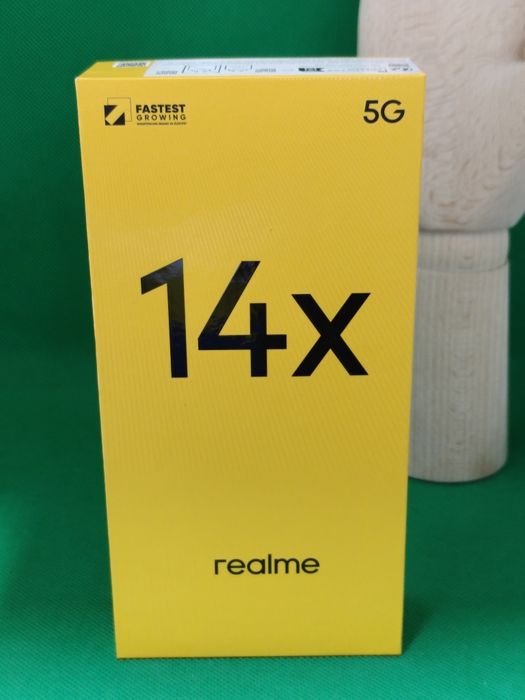 FASTEST
GROWING
5G
14x
realme